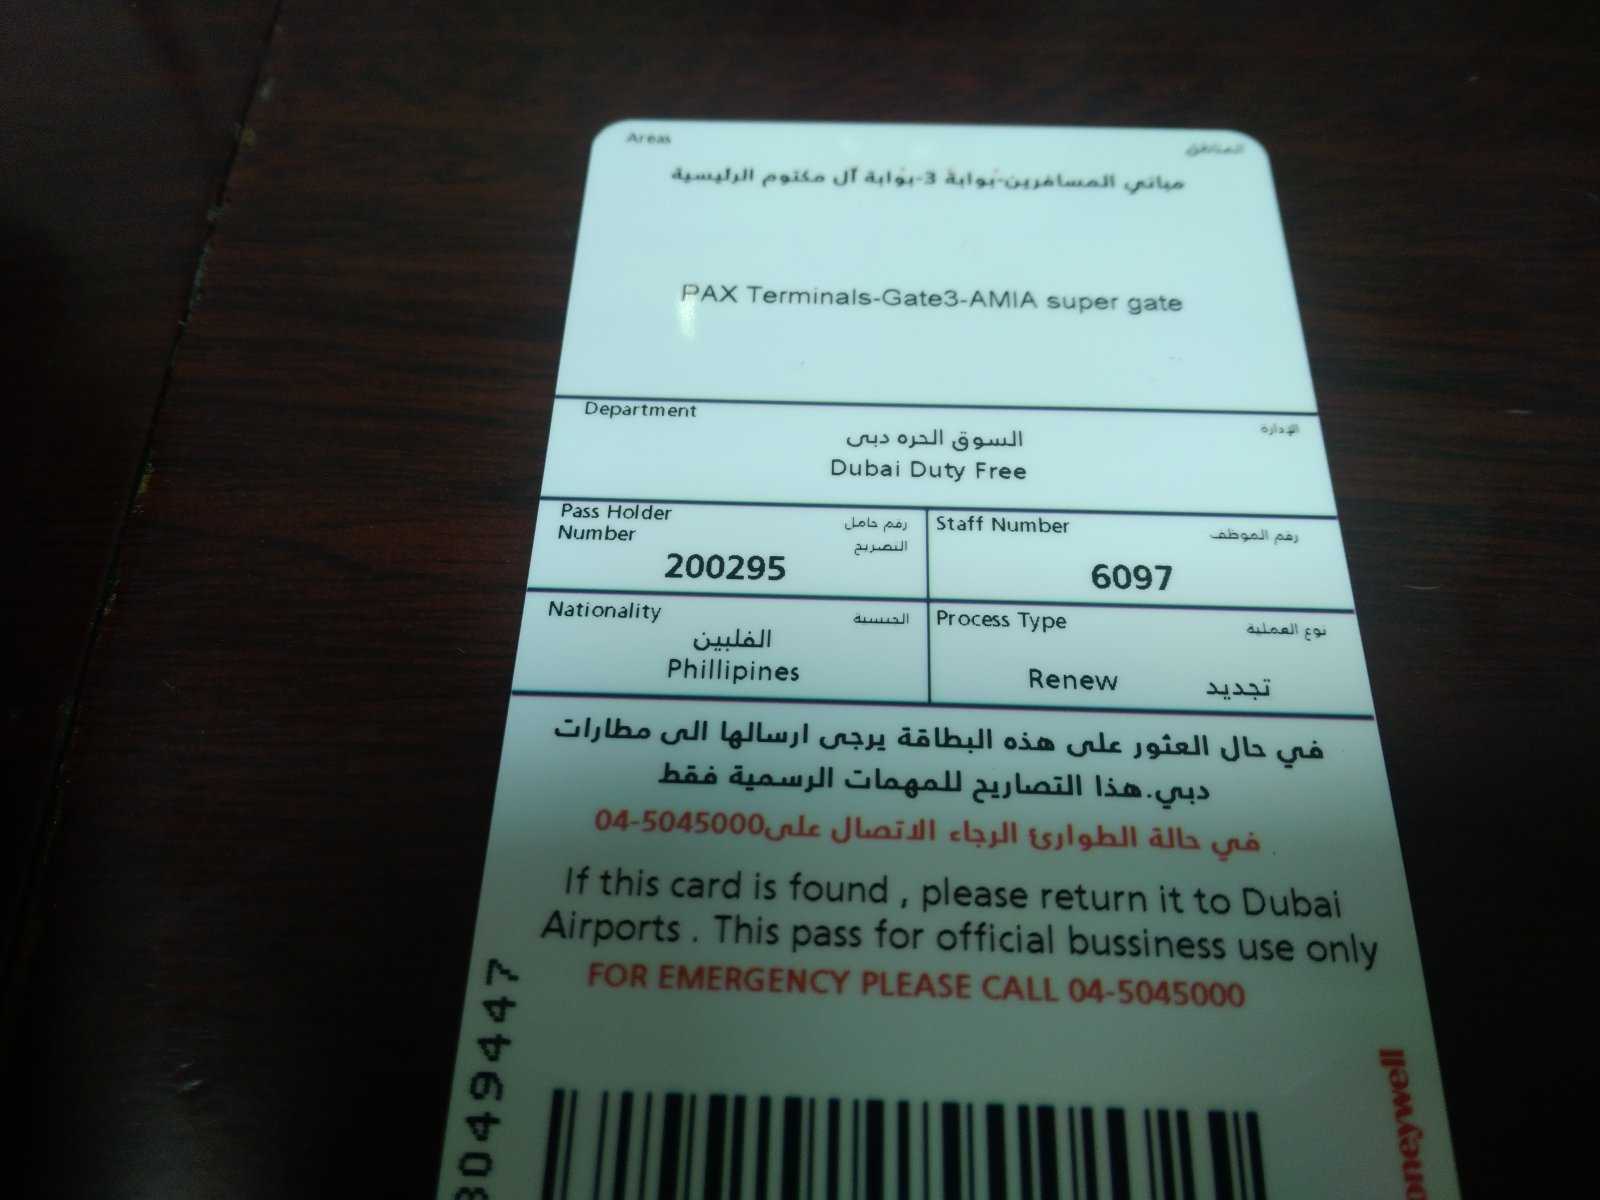 Areas المناطق
مباني المسافرين-بوابة 3-بوابة آل مكتوم الرئيسية
PAX Terminals-Gate3-AMIA super gate
Department الإدارة
السوق الحره دبى
Dubai Duty Free
Pass Holder Number رقم حامل التصريح
200295
Staff Number رقم الموظف
6097
Nationality الجنسية
الفلبين
Phillipines
Process Type نوع العملية
Renew تجديد
في حال العثور على هذه البطاقة يرجى ارسالها الى مطارات
دبي.هذا التصاريح للمهمات الرسمية فقط
في حالة الطوارئ الرجاء الاتصال على04-5045000
If this card is found , please return it to Dubai
Airports . This pass for official bussiness use only
FOR EMERGENCY PLEASE CALL 04-5045000
3049447
oneywell